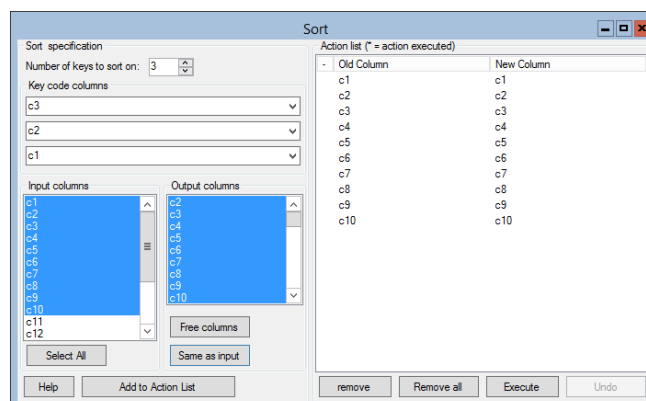 Sort
Sort specification
Number of keys to sort on: 3
Key code columns
c3
c2
c1
Input columns
c1
c2
c3
c4
c5
c6
c7
c8
c9
c10
c11
c12
Select All
Output columns
c2
c3
c4
c5
c6
c7
c8
c9
c10
Free columns
Same as input
Help
Add to Action List
Action list (* = action executed)
- Old Column New Column
c1 c1
c2 c2
c3 c3
c4 c4
c5 c5
c6 c6
c7 c7
c8 c8
c9 c9
c10 c10
remove
Remove all
Execute
Undo